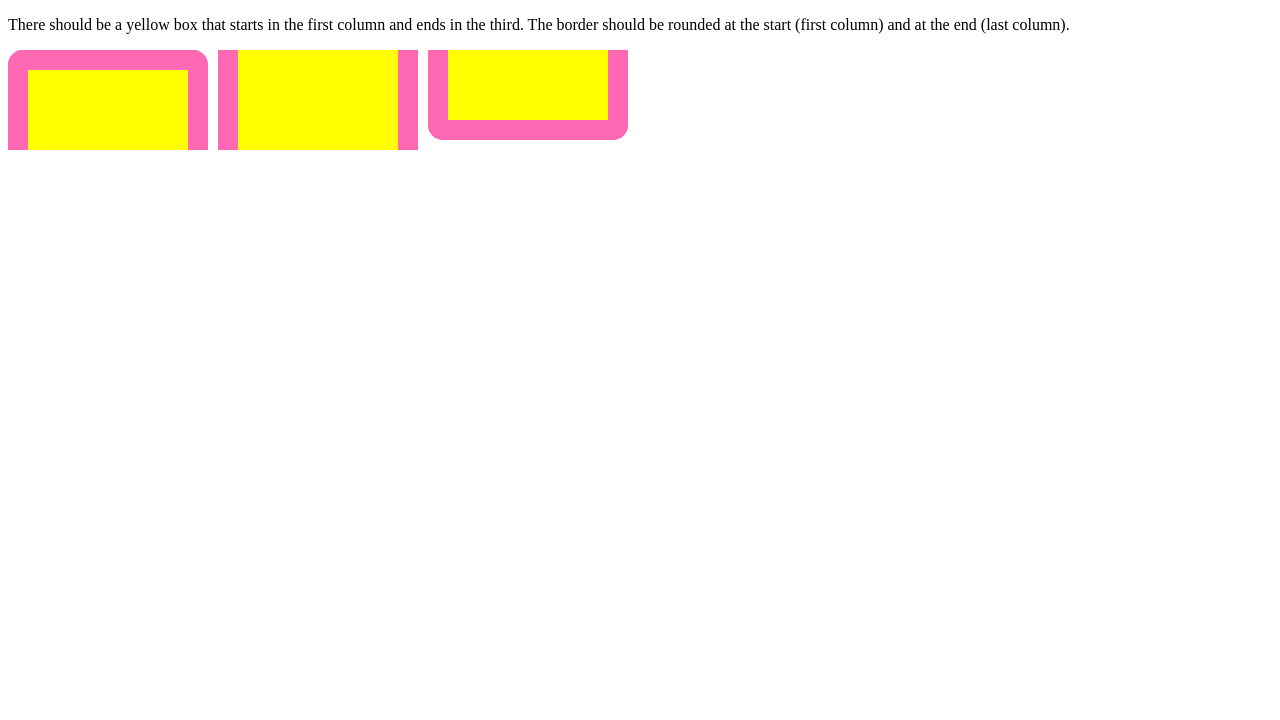 There should be a yellow box that starts in the first column and ends in the third. The border should be rounded at the start (first column) and at the end (last column).